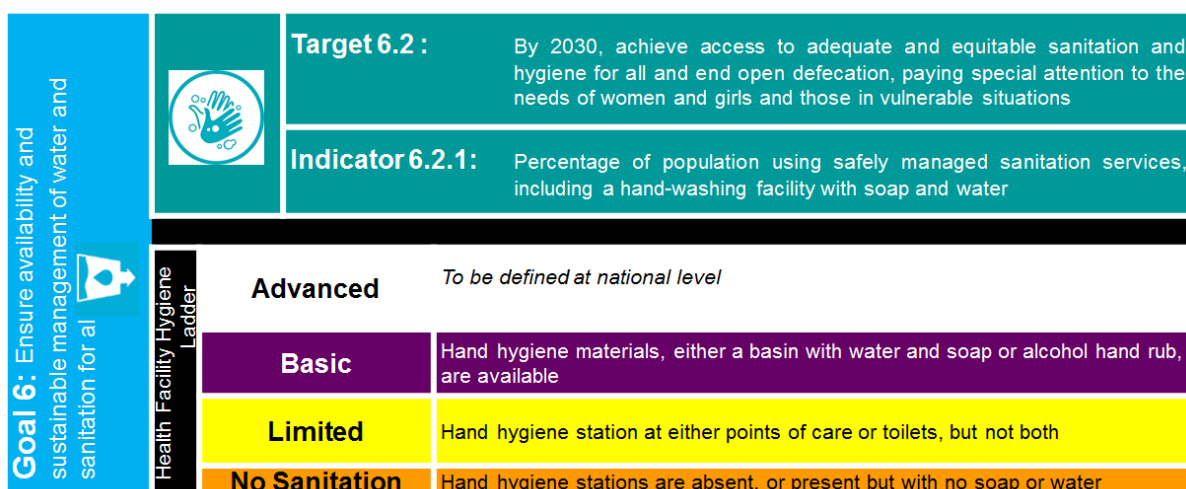 Goal 6: Ensure availability and
sustainable management of water and
sanitation for al
Target 6.2 :
By 2030, achieve access to adequate and equitable sanitation and
hygiene for all and end open defecation, paying special attention to the
needs of women and girls and those in vulnerable situations
Indicator 6.2.1:
Percentage of population using safely managed sanitation services,
including a hand-washing facility with soap and water
Health Facility Hygiene
Ladder
Advanced
To be defined at national level
Basic
Hand hygiene materials, either a basin with water and soap or alcohol hand rub,
are available
Limited
Hand hygiene station at either points of care or toilets, but not both
No Sanitation
Hand hygiene stations are absent, or present but with no soap or water